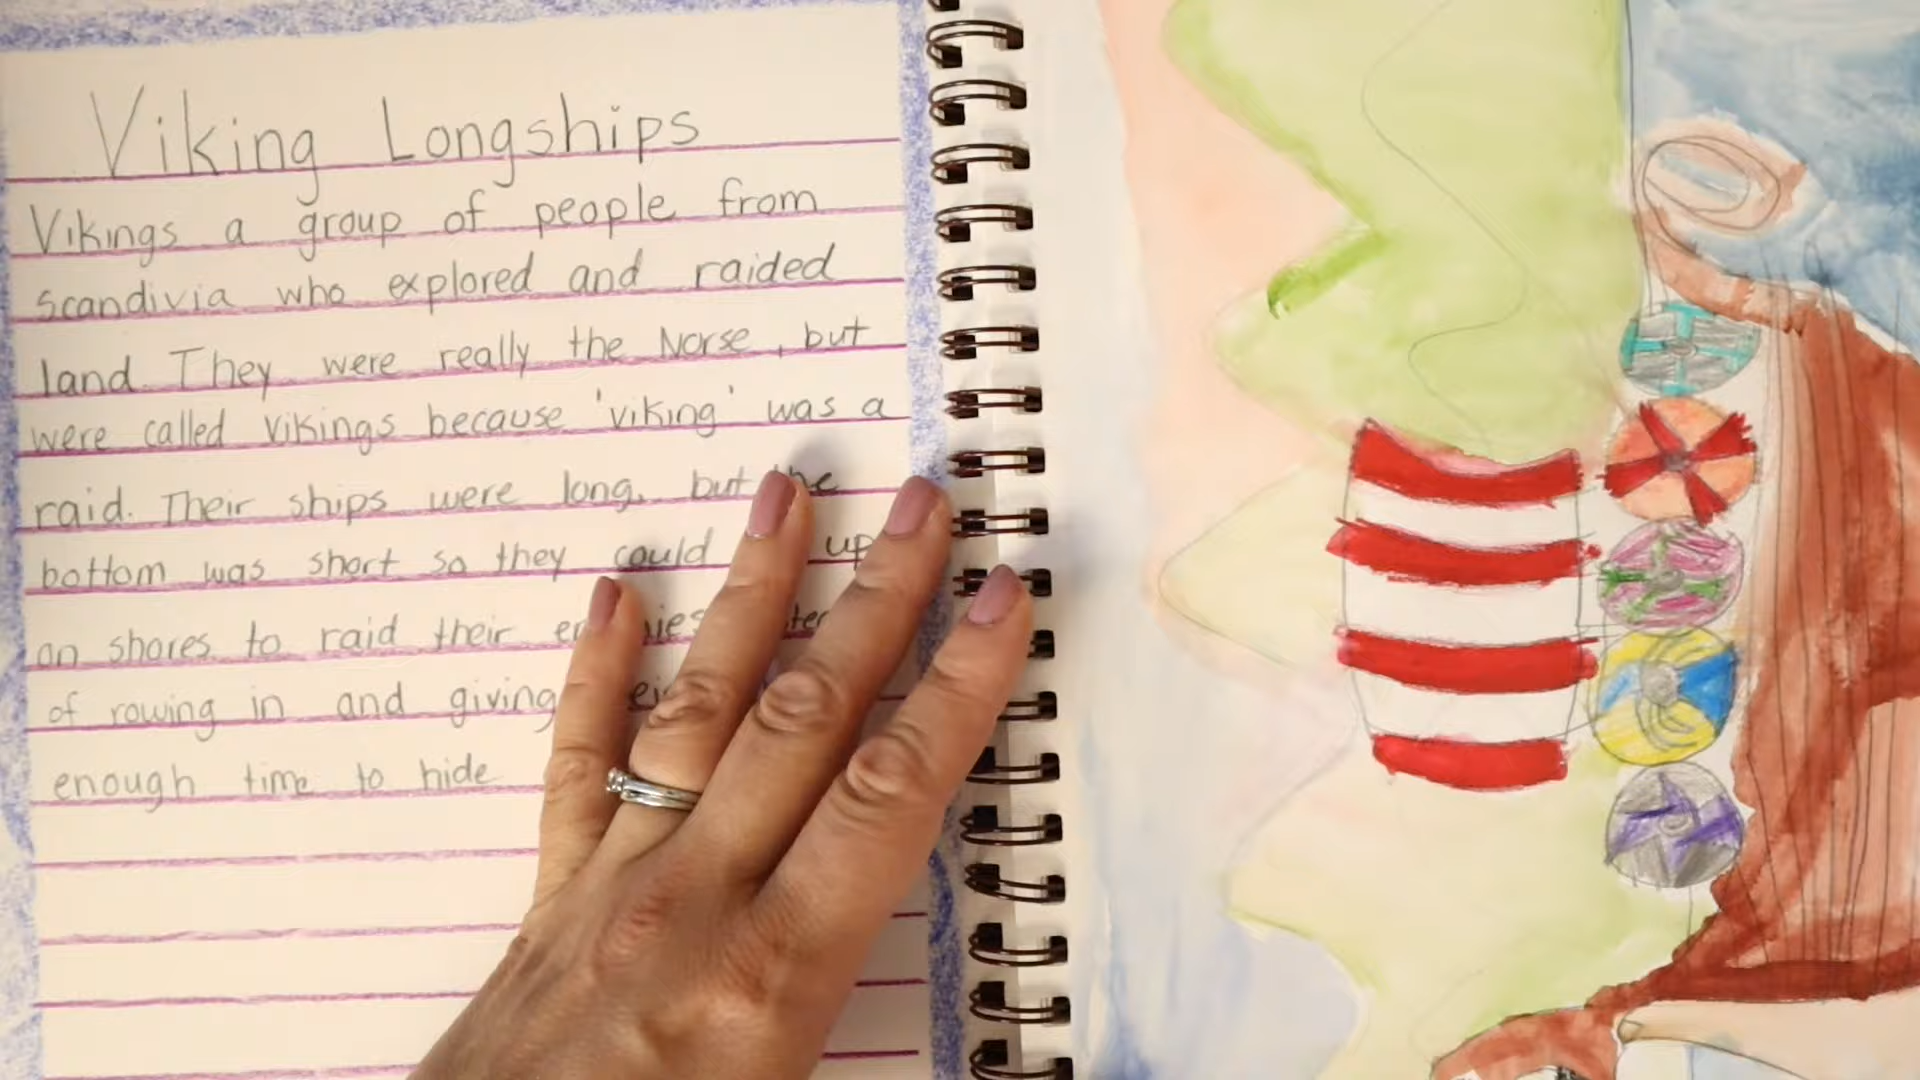 Viking Longships
Vikings a group of people from
scandivia who explored and raided
land. They were really the Norse, but
were called vikings because 'viking' was a
raid. Their ships were long, but
bottom was short so they could up
on shores to raid their
of rowing in and giving
enough time to hide